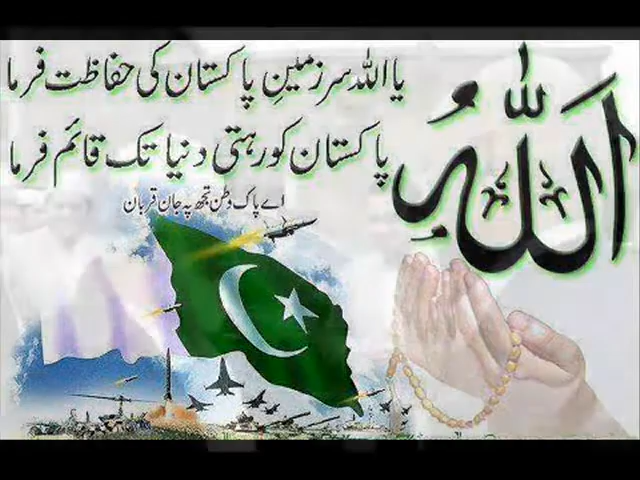 یا اللہ سرزمینِ پاکستان کی حفاظت فرما
پاکستان کو رہتی دنیا تک قائم فرما
اے پاک وطن تجھ پہ جان قربان
اَللّٰهُ